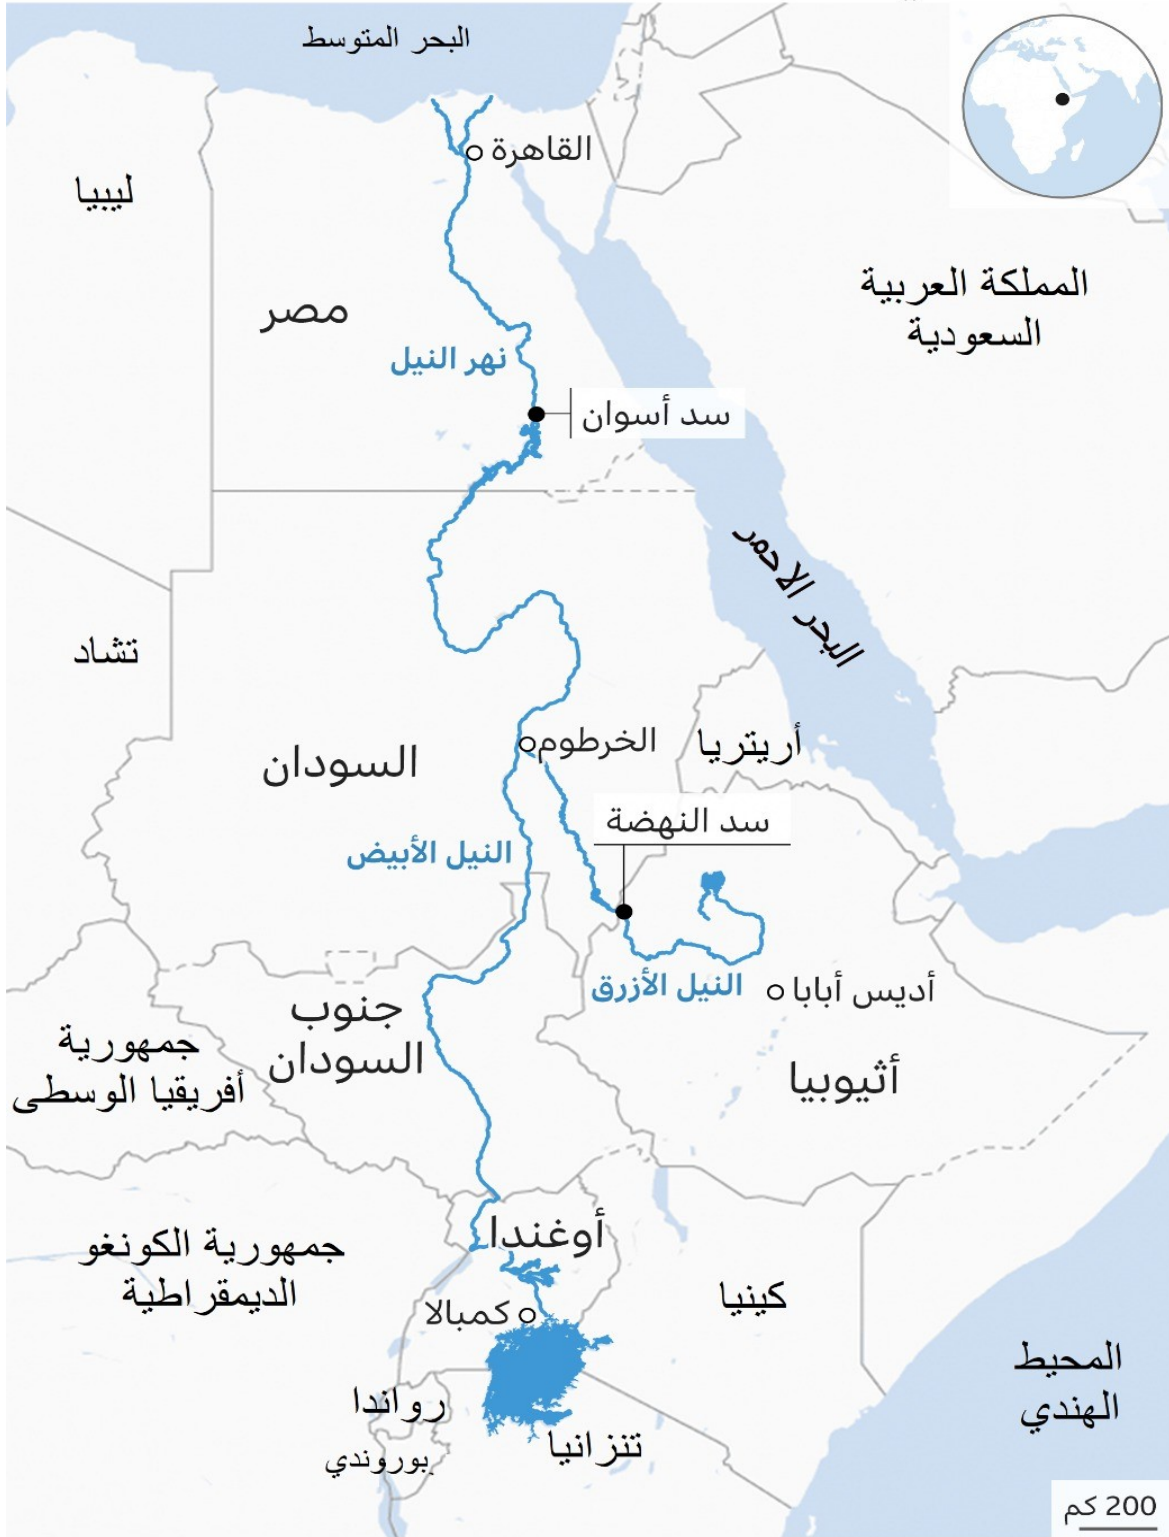 البحر المتوسط
القاهرة
ليبيا
المملكة العربية
السعودية
مصر
نهر النيل
سد أسوان
البحر الاحمر
تشاد
السودان
الخرطوم
أريتريا
سد النهضة
النيل الأبيض
النيل الأزرق
أديس أبابا
جنوب
السودان
جمهورية
أفريقيا الوسطى
أثيوبيا
أوغندا
جمهورية الكونغو
الديمقراطية
كينيا
كمبالا
المحيط
الهندي
رواندا
تنزانيا
بوروندي
200 كم